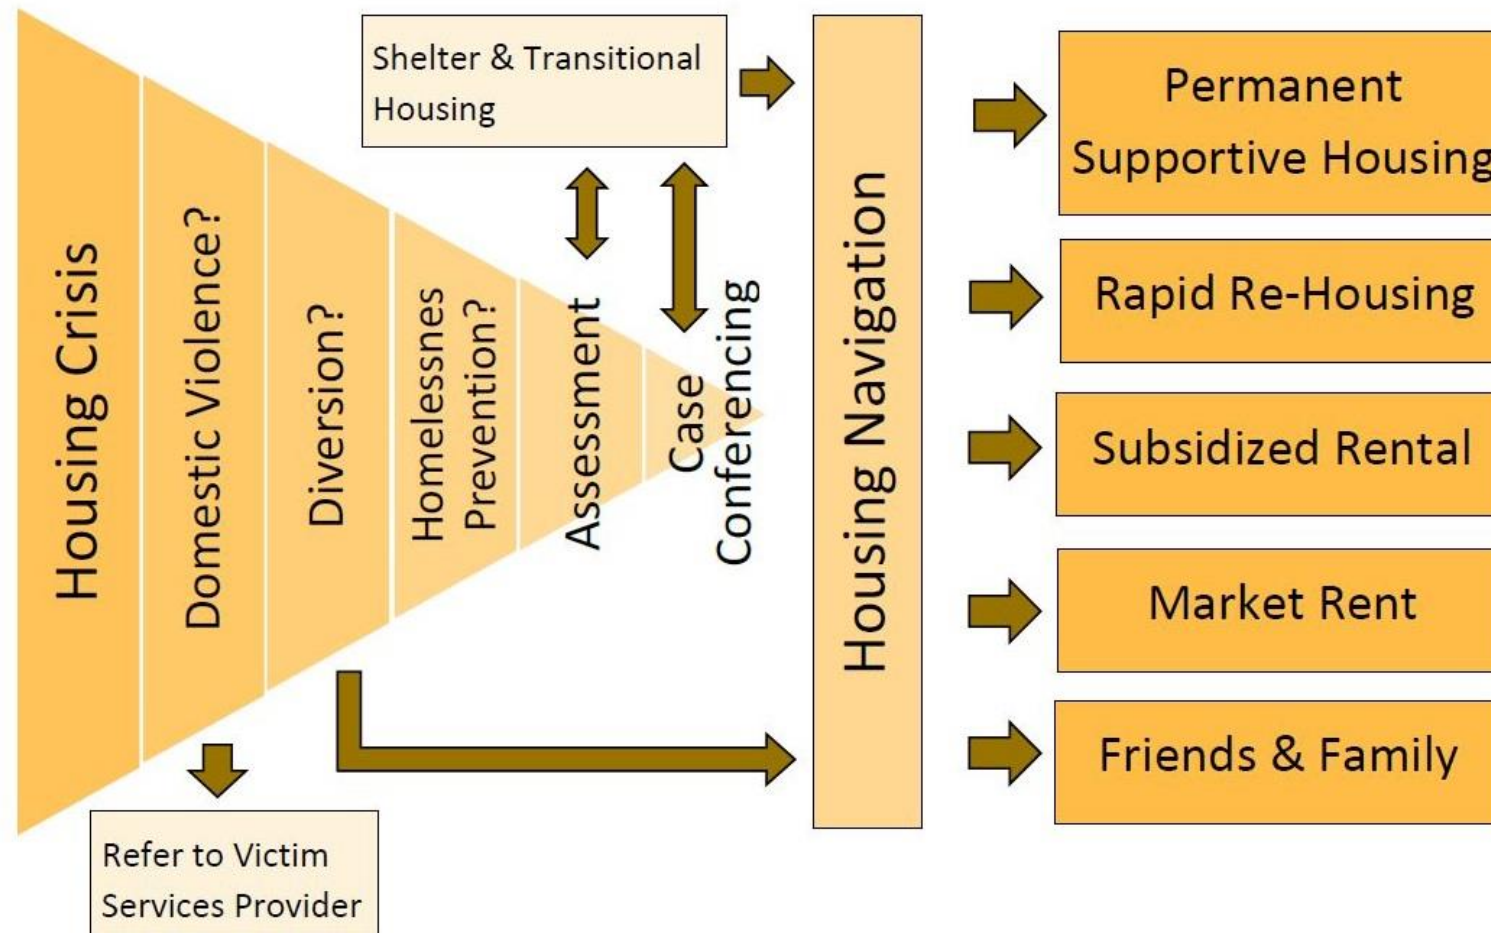 Shelter & Transitional
Housing
Housing Crisis
Domestic Violence?
Diversion?
Homelessnes
Prevention?
Assessment
Case
Conferencing
Refer to Victim
Services Provider
Housing Navigation
Permanent
Supportive Housing
Rapid Re-Housing
Subsidized Rental
Market Rent
Friends & Family